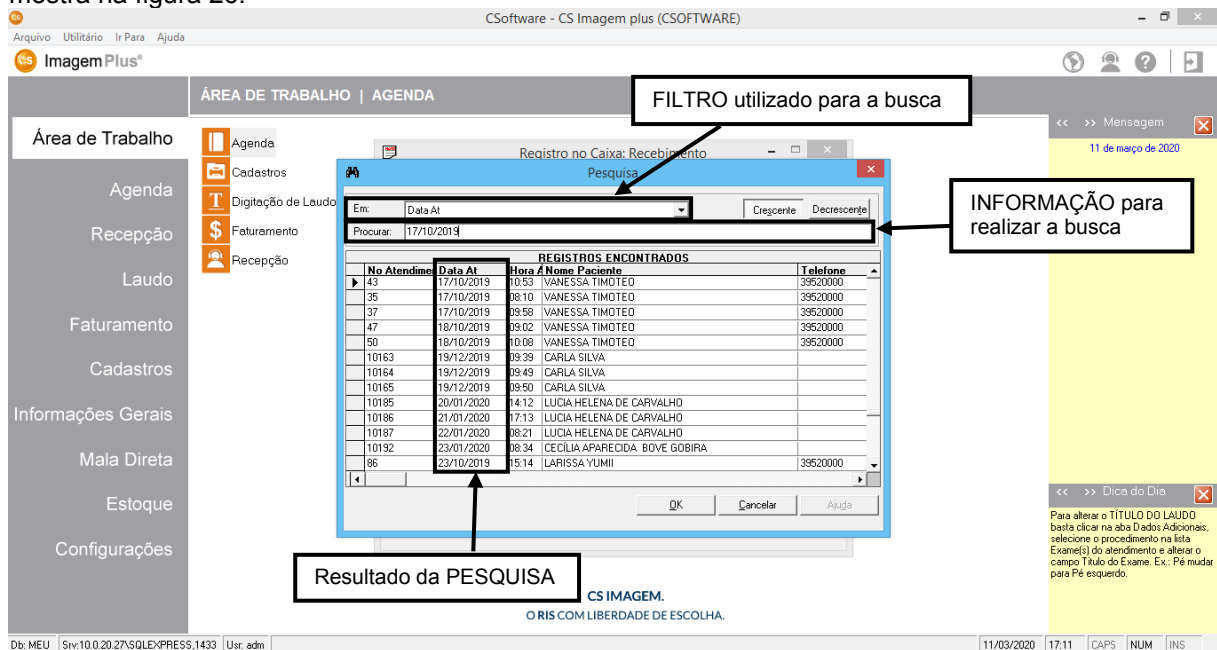 mostra na figura 20.
CSoftware - CS Imagem plus (CSOFTWARE)
Arquivo Utilitário Ir Para Ajuda
Imagem Plus®
ÁREA DE TRABALHO | AGENDA
FILTRO utilizado para a busca
<< >> Mensagem
11 de março de 2020
Área de Trabalho
Agenda
Recepção
Laudo
Faturamento
Cadastros
Informações Gerais
Mala Direta
Estoque
Configurações
Agenda
Cadastros
Digitação de Laudo
Faturamento
Recepção
Registro no Caixa: Recebimento
Pesquisa
Em: Data At Crescente Decrescente
Procurar: 17/10/2019
INFORMAÇÃO para
realizar a busca
REGISTROS ENCONTRADOS
No Atendimen Data At Hora A Nome Paciente Telefone
43 17/10/2019 10:53 VANESSA TIMOTEO 39520000
35 17/10/2019 08:10 VANESSA TIMOTEO 39520000
37 17/10/2019 09:58 VANESSA TIMOTEO 39520000
47 18/10/2019 09:02 VANESSA TIMOTEO 39520000
50 18/10/2019 10:08 VANESSA TIMOTEO 39520000
10163 19/12/2019 09:39 CARLA SILVA
10164 19/12/2019 09:49 CARLA SILVA
10165 19/12/2019 09:50 CARLA SILVA
10185 20/01/2020 14:12 LUCIA HELENA DE CARVALHO
10186 21/01/2020 17:13 LUCIA HELENA DE CARVALHO
10187 22/01/2020 08:21 LUCIA HELENA DE CARVALHO
10192 23/01/2020 08:34 CECÍLIA APARECIDA BOVE GOBIRA
86 23/10/2019 15:14 LARISSA YUMII 39520000
OK Cancelar Ajuda
Resultado da PESQUISA
<< >> Dica do Dia
Para alterar o TÍTULO DO LAUDO
basta clicar na aba Dados Adicionais,
selecione o procedimento na lista
Exame(s) do atendimento e alterar o
campo Titulo do Exame. Ex.: Pé mudar
para Pé esquerdo.
CS IMAGEM.
O RIS COM LIBERDADE DE ESCOLHA.
Db: MEU Srv:10.0.20.27\SQLEXPRESS,1433 Usr: adm 11/03/2020 17:11 CAPS NUM INS